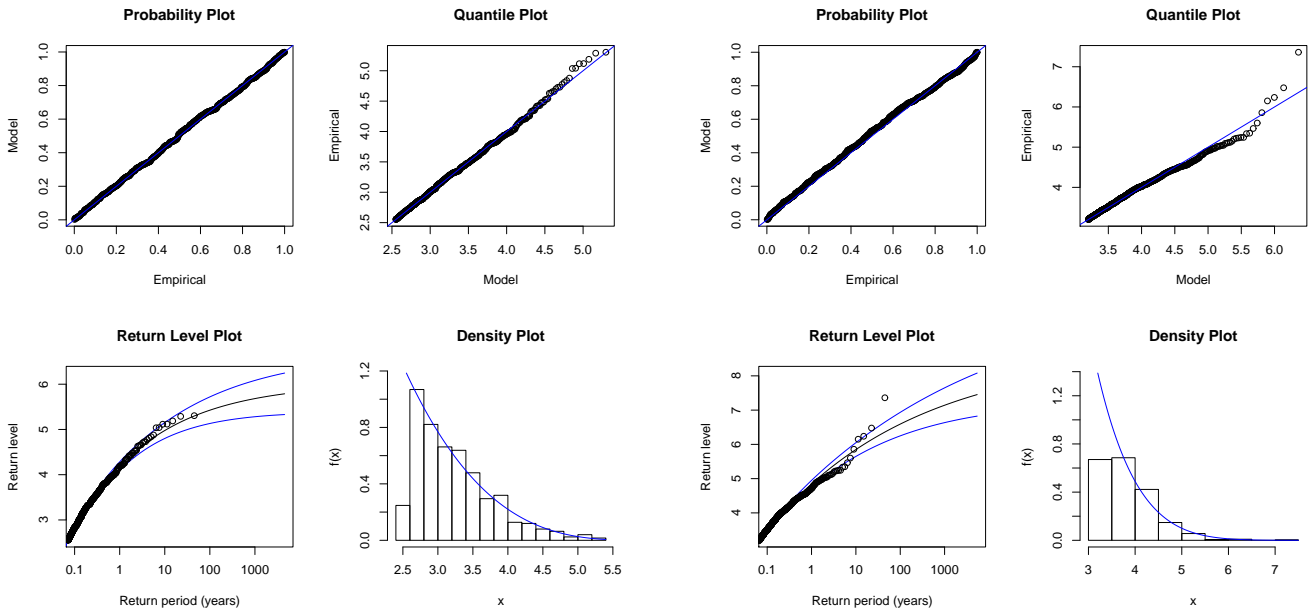 Probability Plot
Model
0.0 0.2 0.4 0.6 0.8 1.0
0.0 0.2 0.4 0.6 0.8 1.0
Empirical
Quantile Plot
Empirical
2.5 3.0 3.5 4.0 4.5 5.0
2.5 3.0 3.5 4.0 4.5 5.0
Model
Probability Plot
Model
0.0 0.2 0.4 0.6 0.8 1.0
0.0 0.2 0.4 0.6 0.8 1.0
Empirical
Quantile Plot
Empirical
4 5 6 7
3.5 4.0 4.5 5.0 5.5 6.0
Model
Return Level Plot
Return level
3 4 5 6
0.1 1 10 100 1000
Return period (years)
Density Plot
f(x)
0.0 0.4 0.8 1.2
2.5 3.0 3.5 4.0 4.5 5.0 5.5
x
Return Level Plot
Return level
4 5 6 7 8
0.1 1 10 100 1000
Return period (years)
Density Plot
f(x)
0.0 0.4 0.8 1.2
3 4 5 6 7
x